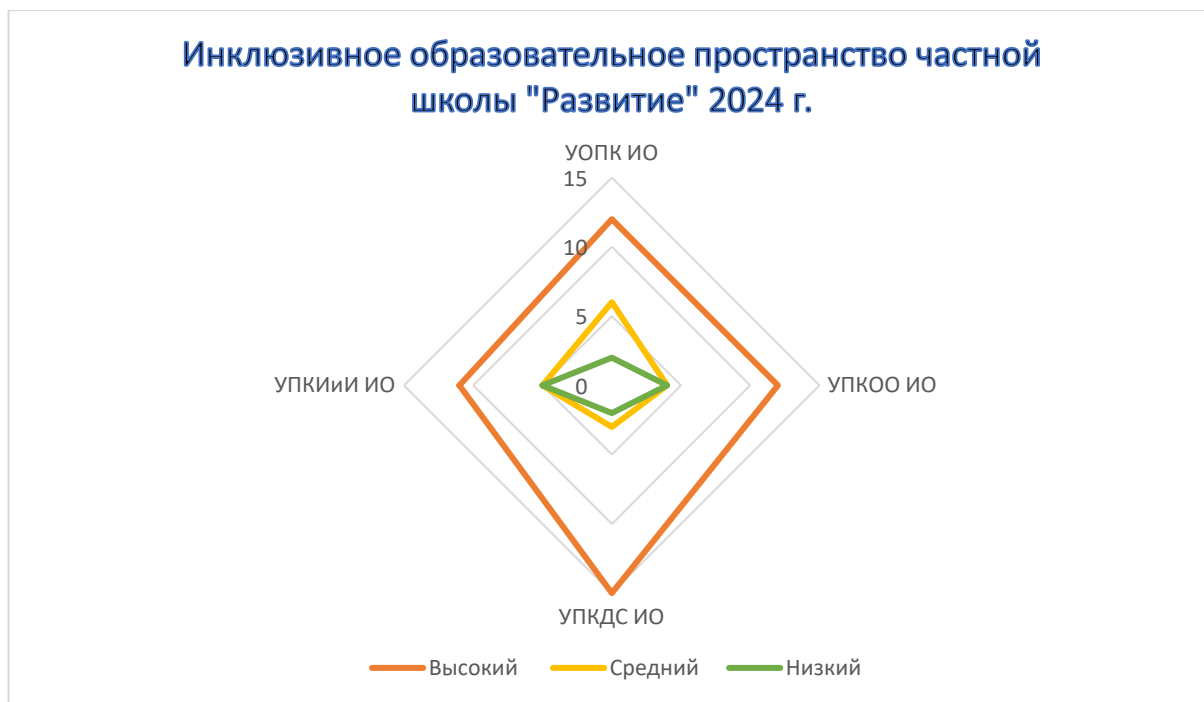 Инклюзивное образовательное пространство частной
школы "Развитие" 2024 г.
УОПК ИО
15
10
5
0
УПКИиИ ИО
УПКОО ИО
УПКДС ИО
Высокий Средний Низкий